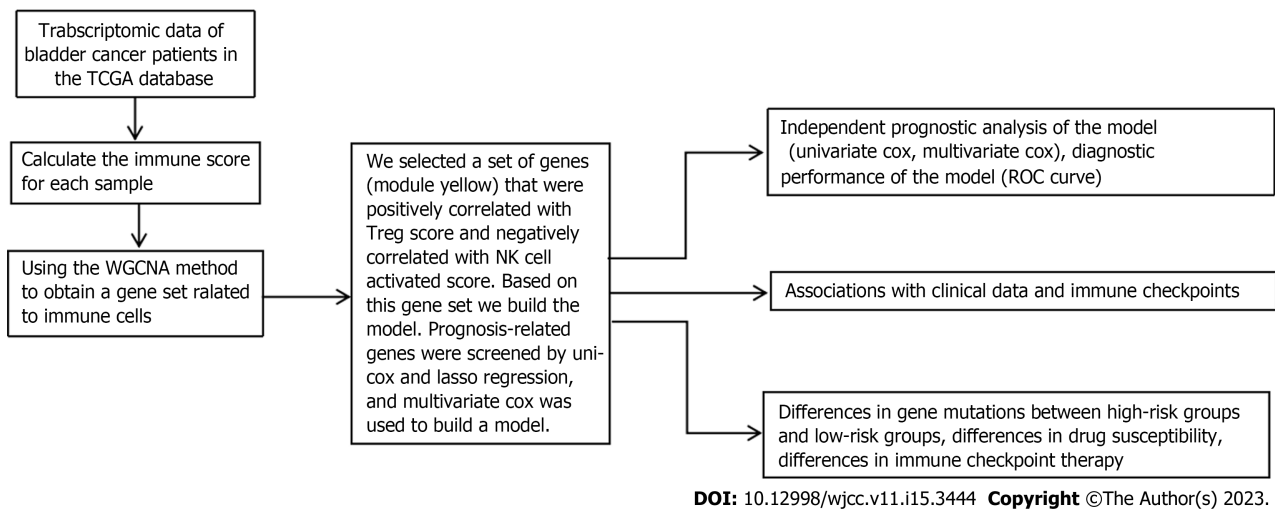 Trabscriptomic data of
bladder cancer patients in
the TCGA database
Calculate the immune score
for each sample
Using the WGCNA method
to obtain a gene set ralated
to immune cells
We selected a set of genes
(module yellow) that were
positively correlated with
Treg score and negatively
correlated with NK cell
activated score. Based on
this gene set we build the
model. Prognosis-related
genes were screened by uni-
cox and lasso regression,
and multivariate cox was
used to build a model.
Independent prognostic analysis of the model
(univariate cox, multivariate cox), diagnostic
performance of the model (ROC curve)
Associations with clinical data and immune checkpoints
Differences in gene mutations between high-risk groups
and low-risk groups, differences in drug susceptibility,
differences in immune checkpoint therapy
DOI: 10.12998/wjcc.v11.i15.3444 Copyright ©The Author(s) 2023.